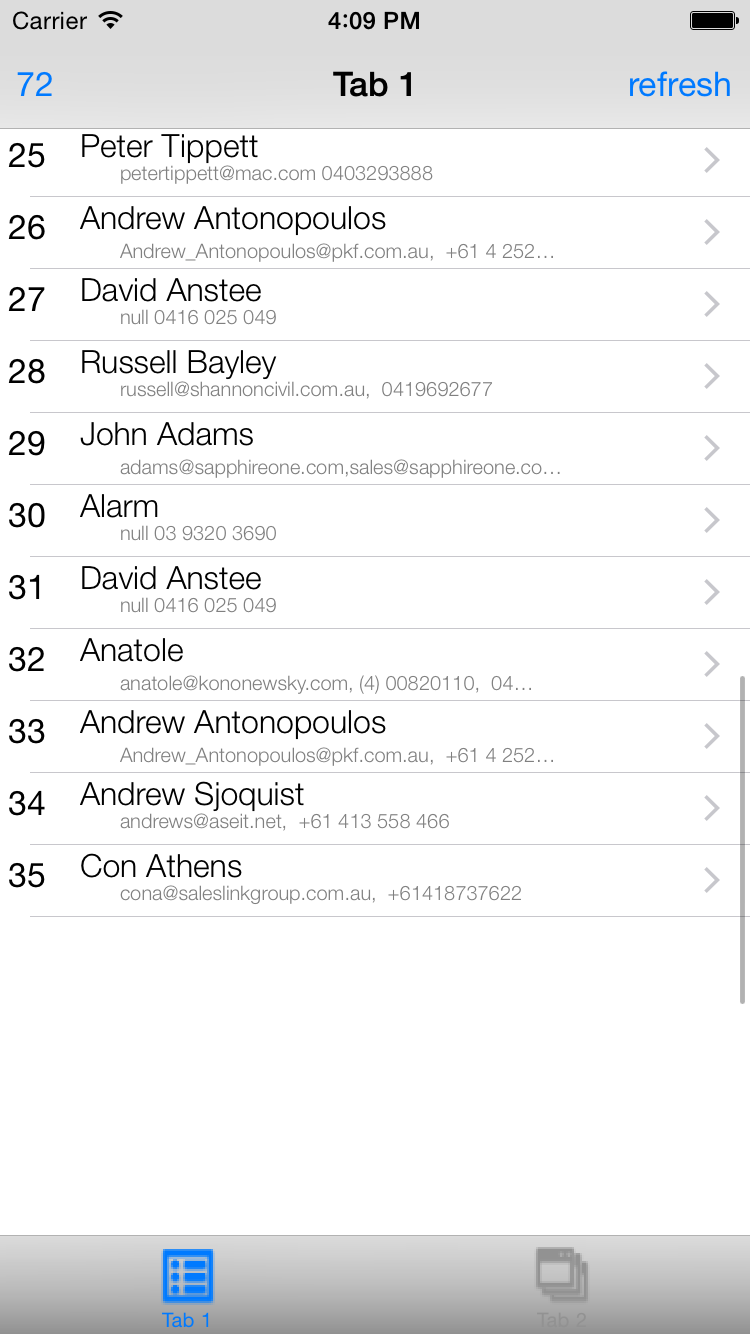 Carrier 4:09 PM
72 Tab 1 refresh
25 Peter Tippett
petertippett@mac.com 0403293888
26 Andrew Antonopoulos
Andrew_Antonopoulos@pkf.com.au, +61 4 252…
27 David Anstee
null 0416 025 049
28 Russell Bayley
russell@shannoncivil.com.au, 0419692677
29 John Adams
adams@sapphireone.com,sales@sapphireone.co…
30 Alarm
null 03 9320 3690
31 David Anstee
null 0416 025 049
32 Anatole
anatole@kononewsky.com, (4) 00820110, 04…
33 Andrew Antonopoulos
Andrew_Antonopoulos@pkf.com.au, +61 4 252…
34 Andrew Sjoquist
andrews@aseit.net, +61 413 558 466
35 Con Athens
cona@saleslinkgroup.com.au, +61418737622
Tab 1 Tab 2